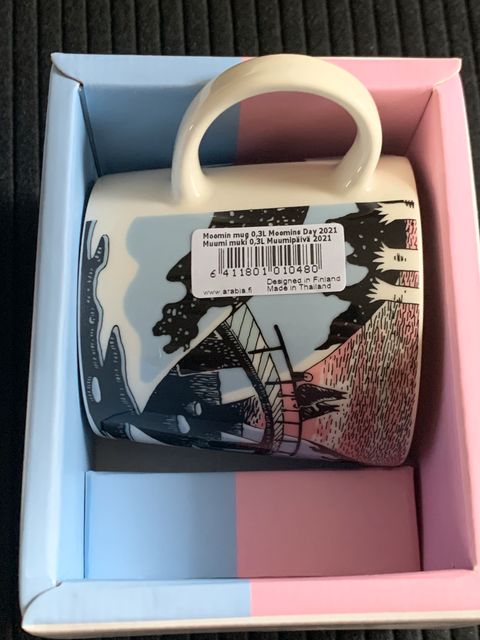 Moomin mug 0,3L Moomins Day 2021
Muumi muki 0,3L Muumipäivä 2021
6 411801 010480
Designed in Finland
www.arabia.fi Made in Thailand